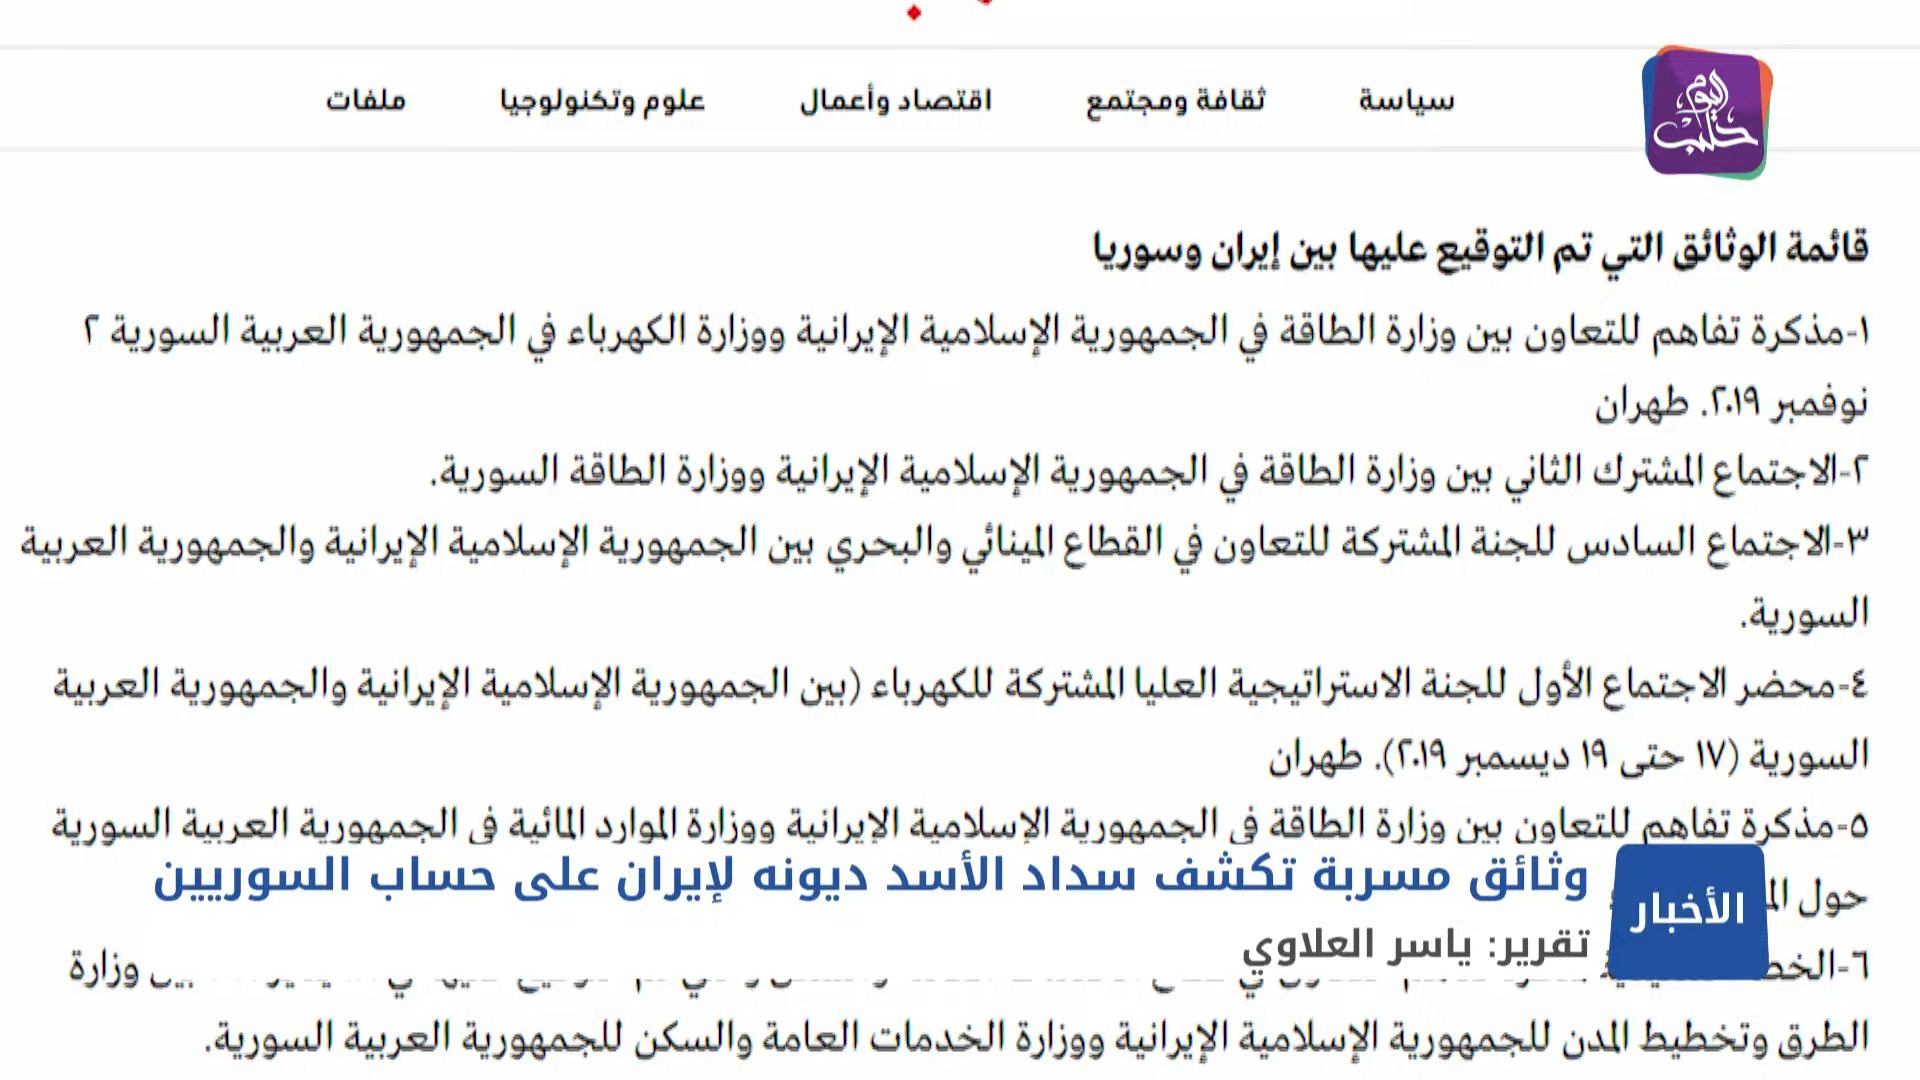 سياسة
ثقافة ومجتمع
اقتصاد وأعمال
علوم وتكنولوجيا
ملفات
حلب اليوم
قائمة الوثائق التي تم التوقيع عليها بين إيران وسوريا
١-مذكرة تفاهم للتعاون بين وزارة الطاقة في الجمهورية الإسلامية الإيرانية ووزارة الكهرباء في الجمهورية العربية السورية ٢
نوفمبر ٢٠١٩. طهران
٢-الاجتماع المشترك الثاني بين وزارة الطاقة في الجمهورية الإسلامية الإيرانية ووزارة الطاقة السورية.
٣-الاجتماع السادس للجنة المشتركة للتعاون في القطاع المينائي والبحري بين الجمهورية الإسلامية الإيرانية والجمهورية العربية
السورية.
٤-محضر الاجتماع الأول للجنة الاستراتيجية العليا المشتركة للكهرباء (بين الجمهورية الإسلامية الإيرانية والجمهورية العربية
السورية (١٧ حتى ١٩ ديسمبر ٢٠١٩). طهران
٥-مذكرة تفاهم للتعاون بين وزارة الطاقة في الجمهورية الإسلامية الإيرانية ووزارة الموارد المائية في الجمهورية العربية السورية
حول
وثائق مسربة تكشف سداد الأسد ديونه لإيران على حساب السوريين
الأخبار
تقرير: ياسر العلاوي
٦- وزارة
الطرق وتخطيط المدن للجمهورية الإسلامية الإيرانية ووزارة الخدمات العامة والسكن للجمهورية العربية السورية.